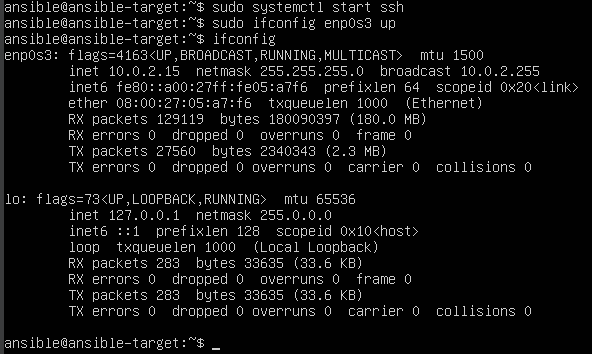 ansible@ansible-target:~$ sudo systemctl start ssh
ansible@ansible-target:~$ sudo ifconfig enp0s3 up
ansible@ansible-target:~$ ifconfig
enp0s3: flags=4163<UP,BROADCAST,RUNNING,MULTICAST>  mtu 1500
        inet 10.0.2.15  netmask 255.255.255.0  broadcast 10.0.2.255
        inet6 fe80::a00:27ff:fe05:a7f6  prefixlen 64  scopeid 0x20<link>
        ether 08:00:27:05:a7:f6  txqueuelen 1000  (Ethernet)
        RX packets 129119  bytes 180090397 (180.0 MB)
        RX errors 0  dropped 0  overruns 0  frame 0
        TX packets 27560  bytes 2340343 (2.3 MB)
        TX errors 0  dropped 0 overruns 0  carrier 0  collisions 0

lo: flags=73<UP,LOOPBACK,RUNNING>  mtu 65536
        inet 127.0.0.1  netmask 255.0.0.0
        inet6 ::1  prefixlen 128  scopeid 0x10<host>
        loop  txqueuelen 1000  (Local Loopback)
        RX packets 283  bytes 33635 (33.6 KB)
        RX errors 0  dropped 0  overruns 0  frame 0
        TX packets 283  bytes 33635 (33.6 KB)
        TX errors 0  dropped 0 overruns 0  carrier 0  collisions 0

ansible@ansible-target:~$ _